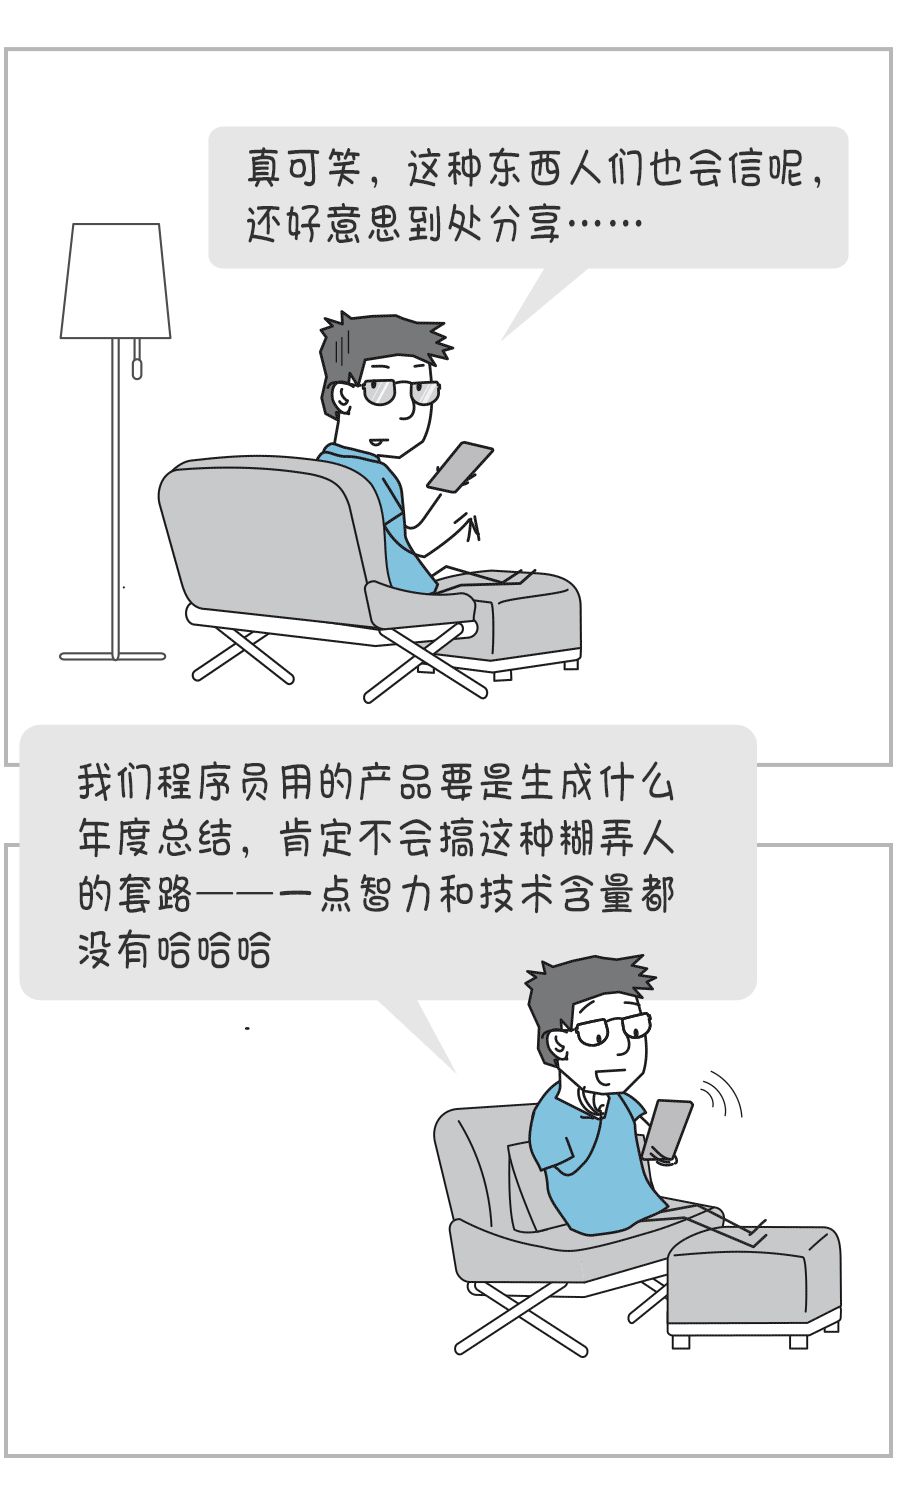 真可笑，这种东西人们也会信呢，
还好意思到处分享……
我们程序员用的产品要是生成什么
年度总结，肯定不会搞这种糊弄人
的套路——一点智力和技术含量都
没有哈哈哈